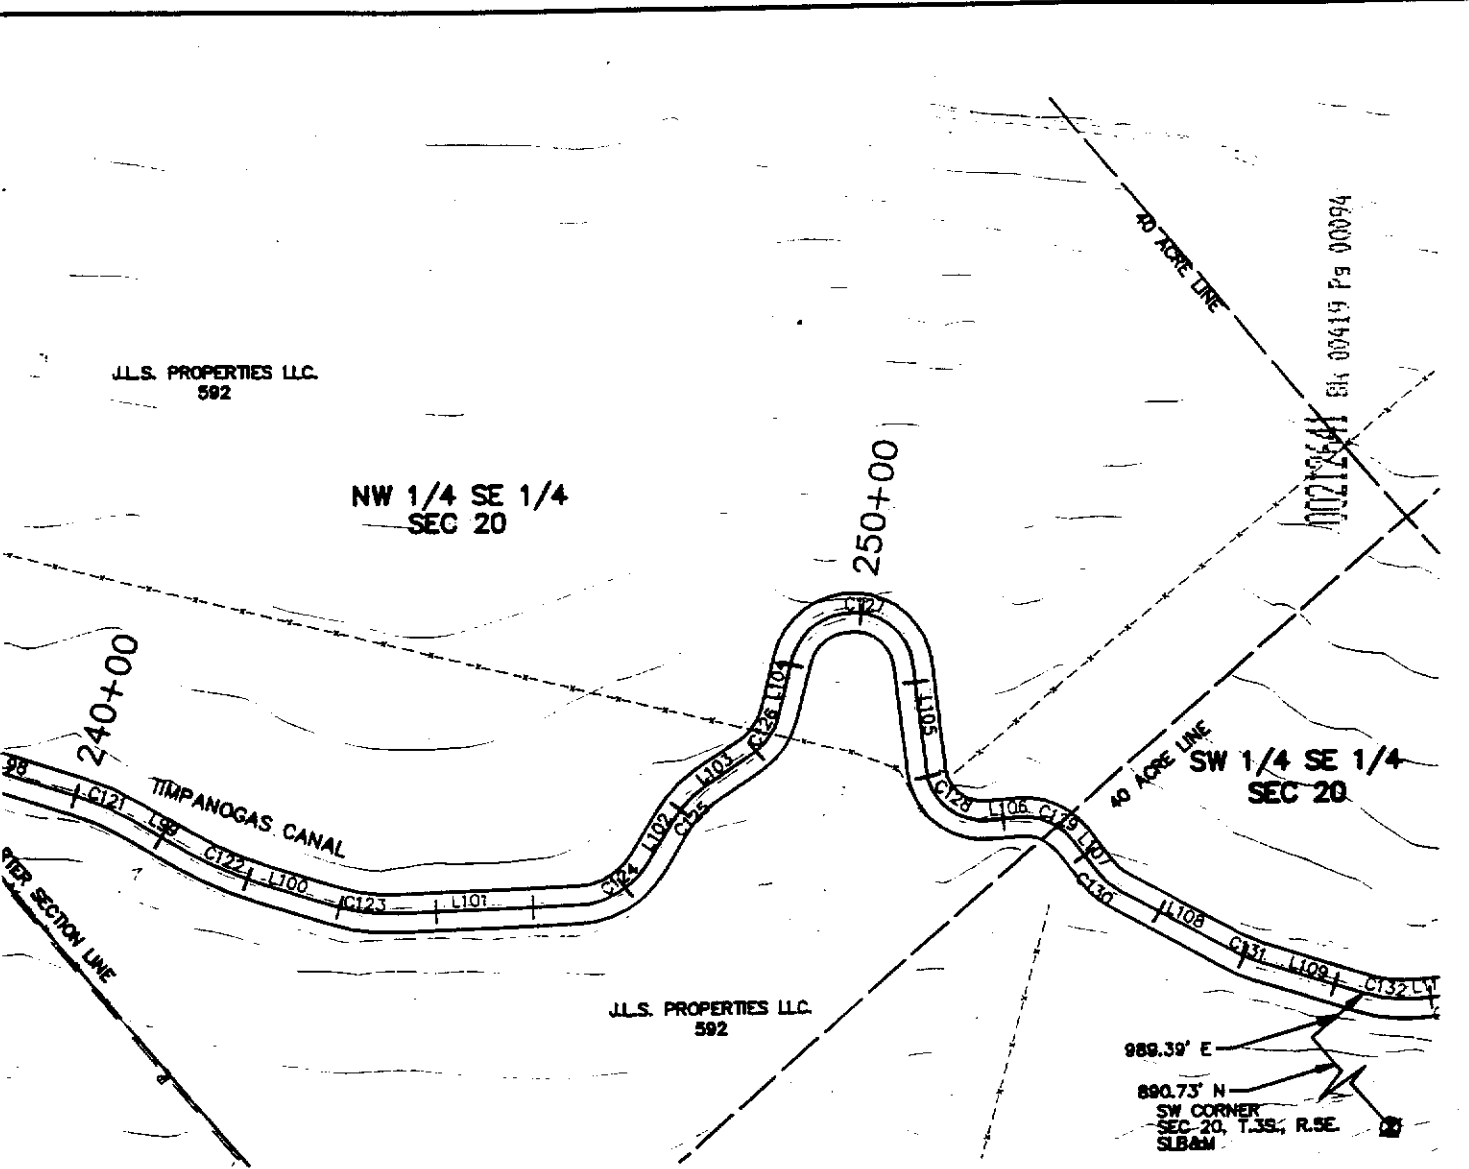 40 ACRE LINE
00212641 Bk 00419 Pg 00094
J.L.S. PROPERTIES LLC.
592
NW 1/4 SE 1/4
SEC 20
250+00
240+00
TIMPANOGAS CANAL
98
C121
L99
C122
L100
C123
L101
C124
L102
C125
L103
C126
L104
C127
L105
C128
L106
C129
L107
C130
L108
C131
L109
C132
40 ACRE LINE
SW 1/4 SE 1/4
SEC 20
RTER SECTION LINE
J.L.S. PROPERTIES LLC.
592
989.39' E
890.73' N
SW CORNER
SEC 20, T.3S., R.5E.
SLB&M